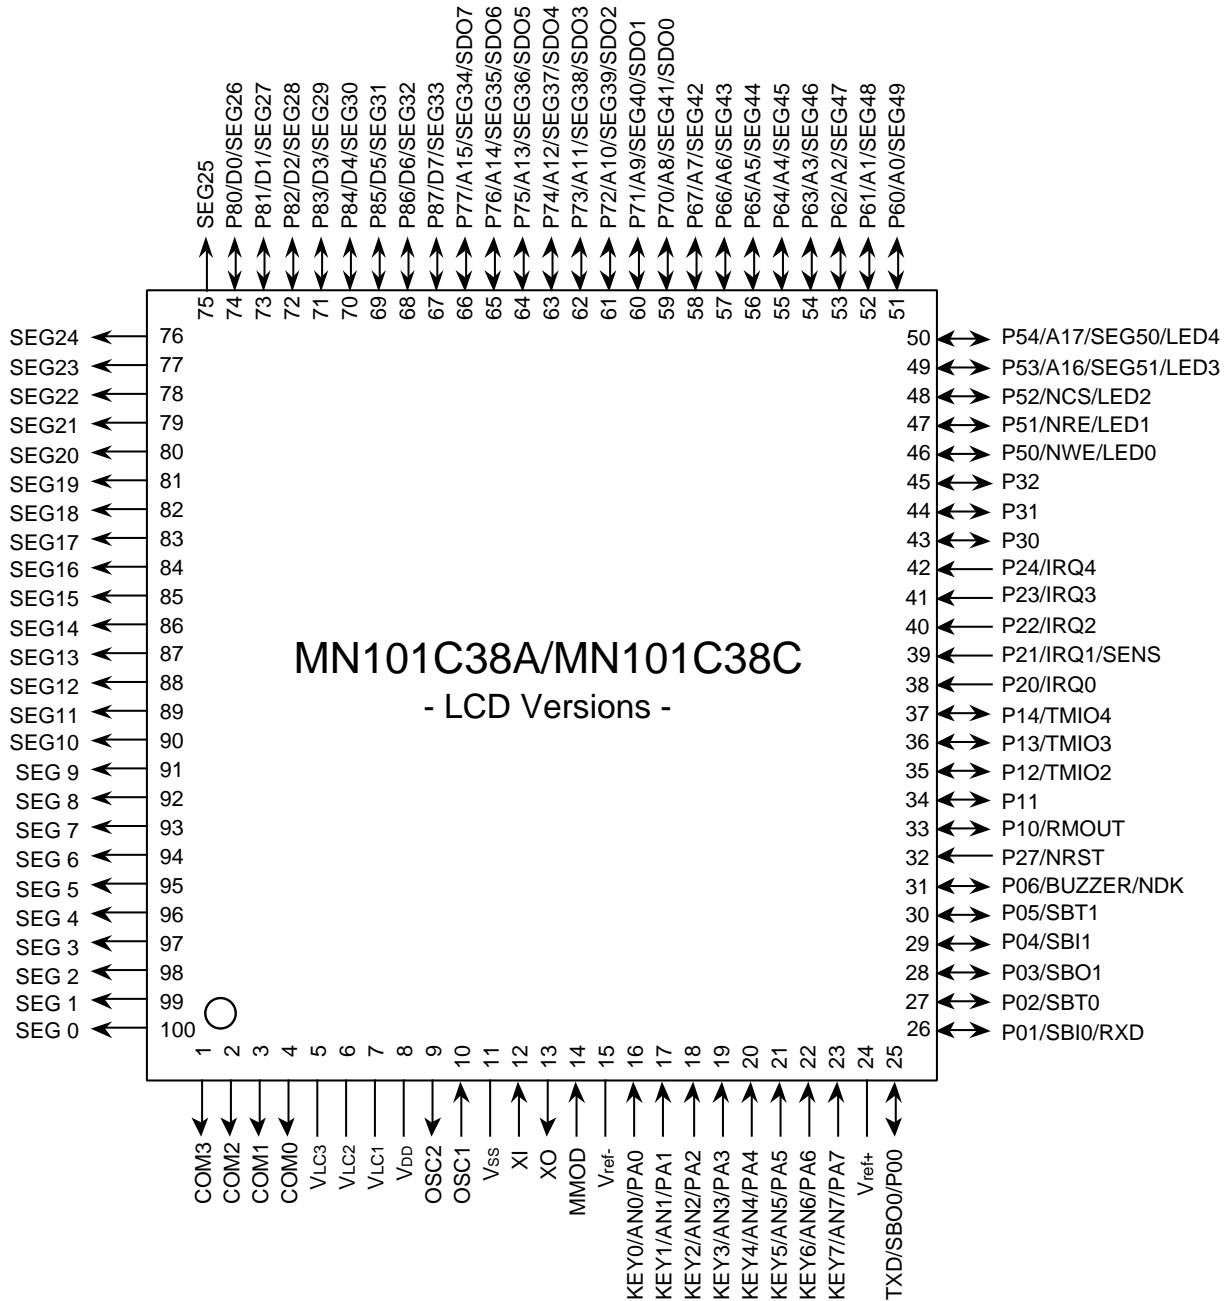 SEG25
P80/D0/SEG26
P81/D1/SEG27
P82/D2/SEG28
P83/D3/SEG29
P84/D4/SEG30
P85/D5/SEG31
P86/D6/SEG32
P87/D7/SEG33
P77/A15/SEG34/SDO7
P76/A14/SEG35/SDO6
P75/A13/SEG36/SDO5
P74/A12/SEG37/SDO4
P73/A11/SEG38/SDO3
P72/A10/SEG39/SDO2
P71/A9/SEG40/SDO1
P70/A8/SEG41/SDO0
P67/A7/SEG42
P66/A6/SEG43
P65/A5/SEG44
P64/A4/SEG45
P63/A3/SEG46
P62/A2/SEG47
P61/A1/SEG48
P60/A0/SEG49
75
74
73
72
71
70
69
68
67
66
65
64
63
62
61
60
59
58
57
56
55
54
53
52
51
SEG24 76
SEG23 77
SEG22 78
SEG21 79
SEG20 80
SEG19 81
SEG18 82
SEG17 83
SEG16 84
SEG15 85
SEG14 86
SEG13 87
SEG12 88
SEG11 89
SEG10 90
SEG 9 91
SEG 8 92
SEG 7 93
SEG 6 94
SEG 5 95
SEG 4 96
SEG 3 97
SEG 2 98
SEG 1 99
SEG 0 100
MN101C38A/MN101C38C
- LCD Versions -
50 P54/A17/SEG50/LED4
49 P53/A16/SEG51/LED3
48 P52/NCS/LED2
47 P51/NRE/LED1
46 P50/NWE/LED0
45 P32
44 P31
43 P30
42 P24/IRQ4
41 P23/IRQ3
40 P22/IRQ2
39 P21/IRQ1/SENS
38 P20/IRQ0
37 P14/TMIO4
36 P13/TMIO3
35 P12/TMIO2
34 P11
33 P10/RMOUT
32 P27/NRST
31 P06/BUZZER/NDK
30 P05/SBT1
29 P04/SBI1
28 P03/SBO1
27 P02/SBT0
26 P01/SBI0/RXD
1
2
3
4
5
6
7
8
9
10
11
12
13
14
15
16
17
18
19
20
21
22
23
24
25
COM3
COM2
COM1
COM0
VLC3
VLC2
VLC1
VDD
OSC2
OSC1
VSS
XI
XO
MMOD
Vref-
KEY0/AN0/PA0
KEY1/AN1/PA1
KEY2/AN2/PA2
KEY3/AN3/PA3
KEY4/AN4/PA4
KEY5/AN5/PA5
KEY6/AN6/PA6
KEY7/AN7/PA7
Vref+
TXD/SBO0/P00